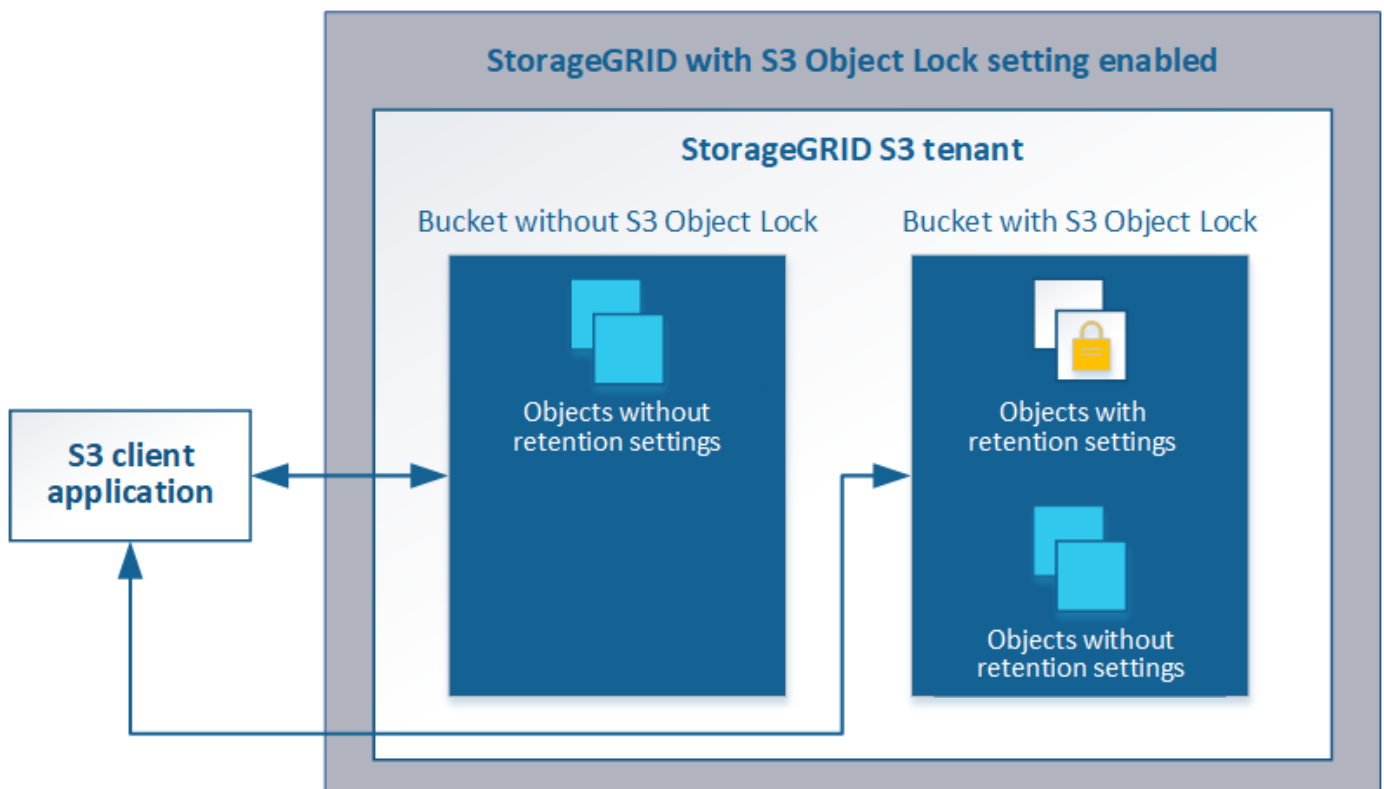 StorageGRID with S3 Object Lock setting enabled
StorageGRID S3 tenant
Bucket without S3 Object Lock
Bucket with S3 Object Lock
Objects without
retention settings
Objects with
retention settings
S3 client
application
Objects without
retention settings